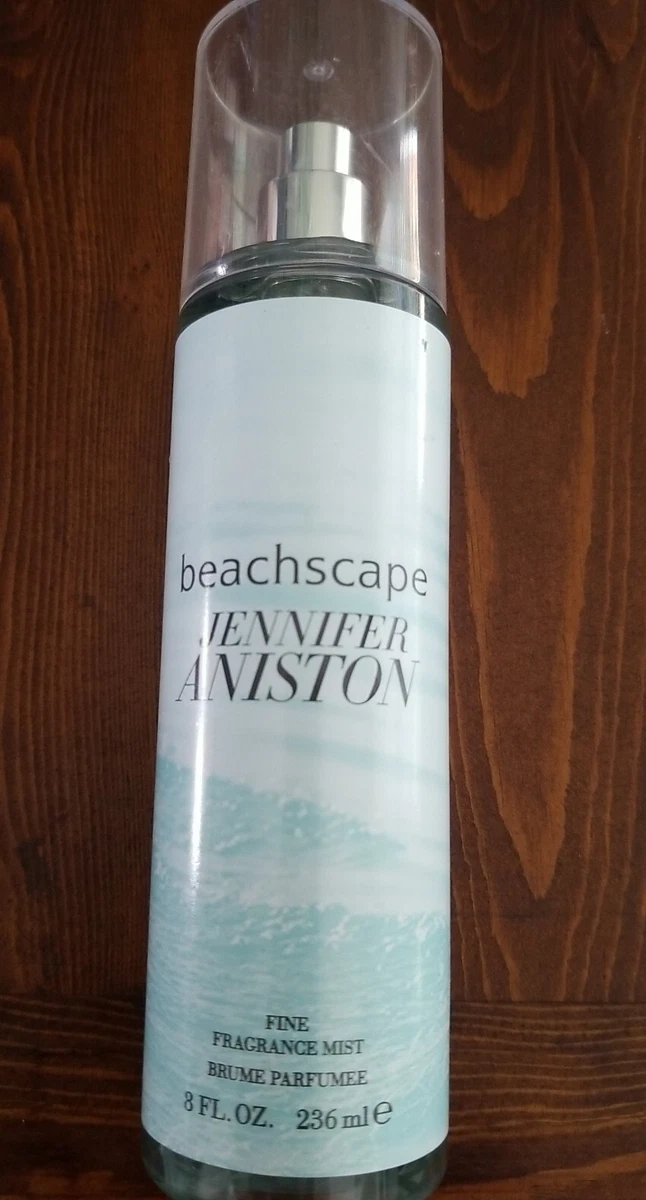 beachscape
JENNIFER
ANISTON
FINE
FRAGRANCE MIST
BRUME PARFUMEE
8 FL. OZ. 236 ml e